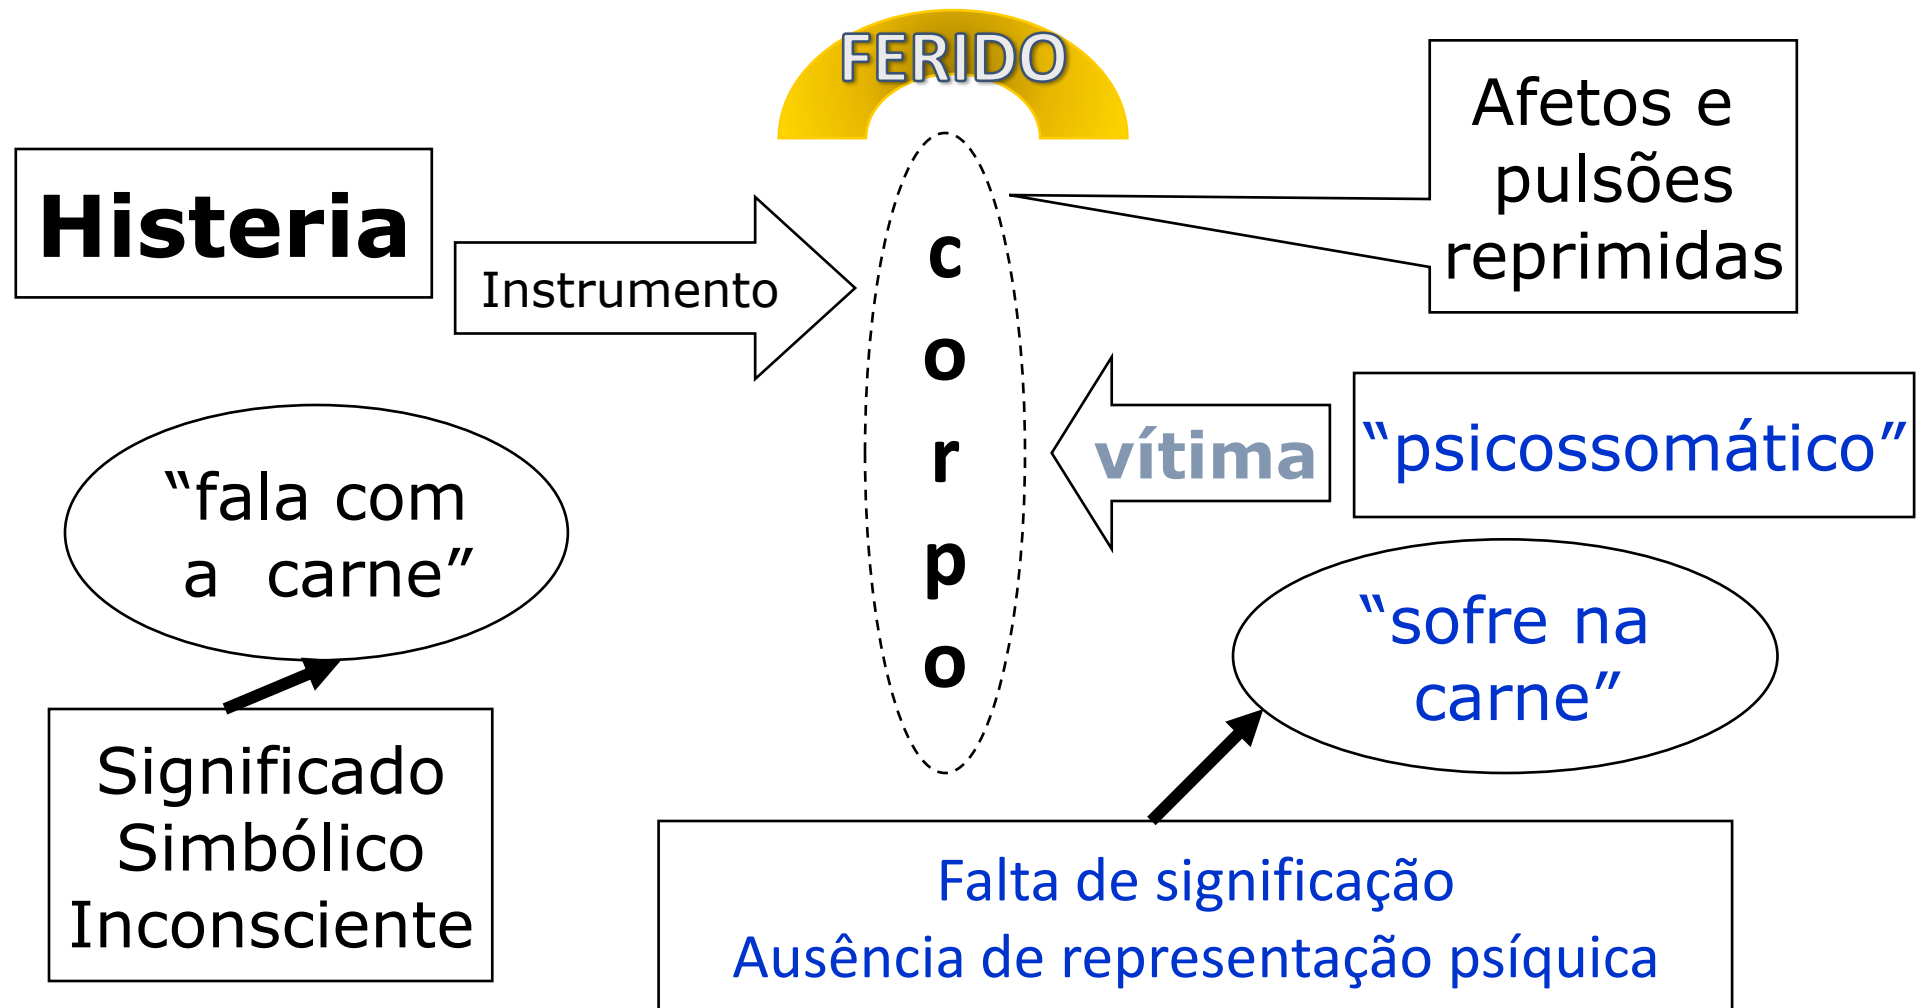 FERIDO
Afetos e
pulsões
reprimidas
Histeria
Instrumento
c
o
r
p
o
vítima
“psicossomático”
“fala com
a carne”
“sofre na
carne”
Significado
Simbólico
Inconsciente
Falta de significação
Ausência de representação psíquica